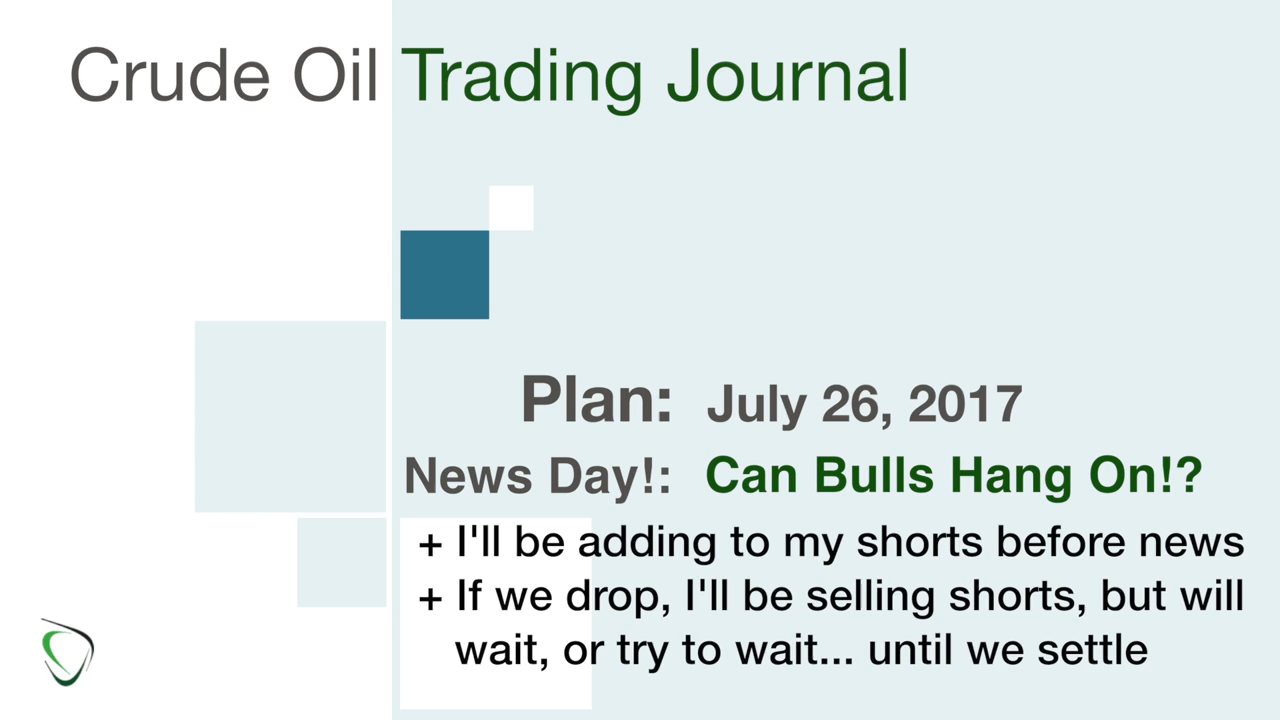 Crude Oil Trading Journal
Plan: July 26, 2017
News Day!: Can Bulls Hang On!?
+ I'll be adding to my shorts before news
+ If we drop, I'll be selling shorts, but will
wait, or try to wait... until we settle